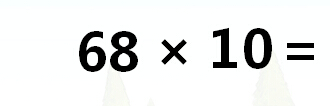 68 × 10 =